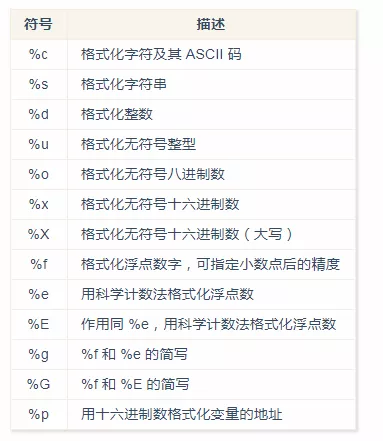 符号 描述
%c 格式化字符及其 ASCII 码
%s 格式化字符串
%d 格式化整数
%u 格式化无符号整型
%o 格式化无符号八进制数
%x 格式化无符号十六进制数
%X 格式化无符号十六进制数（大写）
%f 格式化浮点数字，可指定小数点后的精度
%e 用科学计数法格式化浮点数
%E 作用同 %e，用科学计数法格式化浮点数
%g %f 和 %e 的简写
%G %f 和 %E 的简写
%p 用十六进制数格式化变量的地址